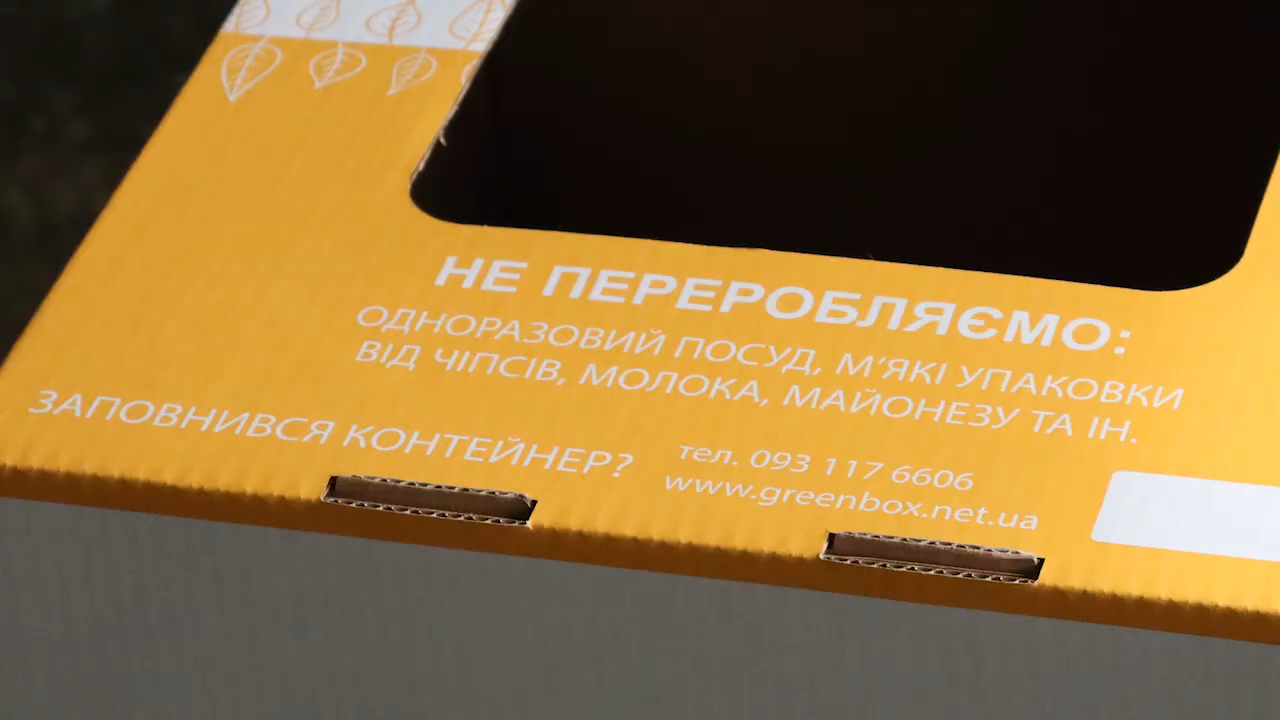 НЕ ПЕРЕРОБЛЯЄМО:
ОДНОРАЗОВИЙ ПОСУД, М'ЯКІ УПАКОВКИ
ВІД ЧІПСІВ, МОЛОКА, МАЙОНЕЗУ ТА ІН.
ЗАПОВНИВСЯ КОНТЕЙНЕР?
тел. 093 117 6606
www.greenbox.net.ua